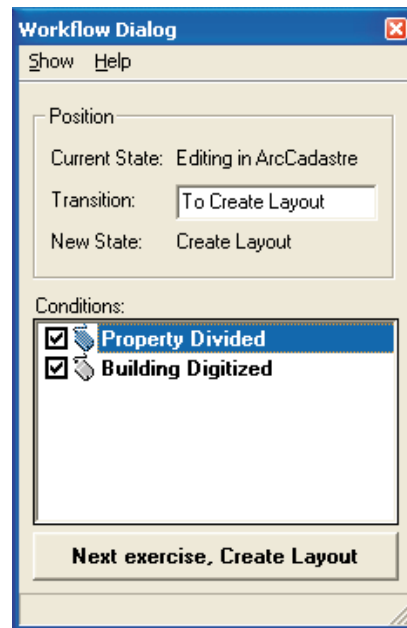 Workflow Dialog
Show Help
Position
Current State: Editing in ArcCadastre
Transition: To Create Layout
New State: Create Layout
Conditions:
Property Divided
Building Digitized
Next exercise, Create Layout